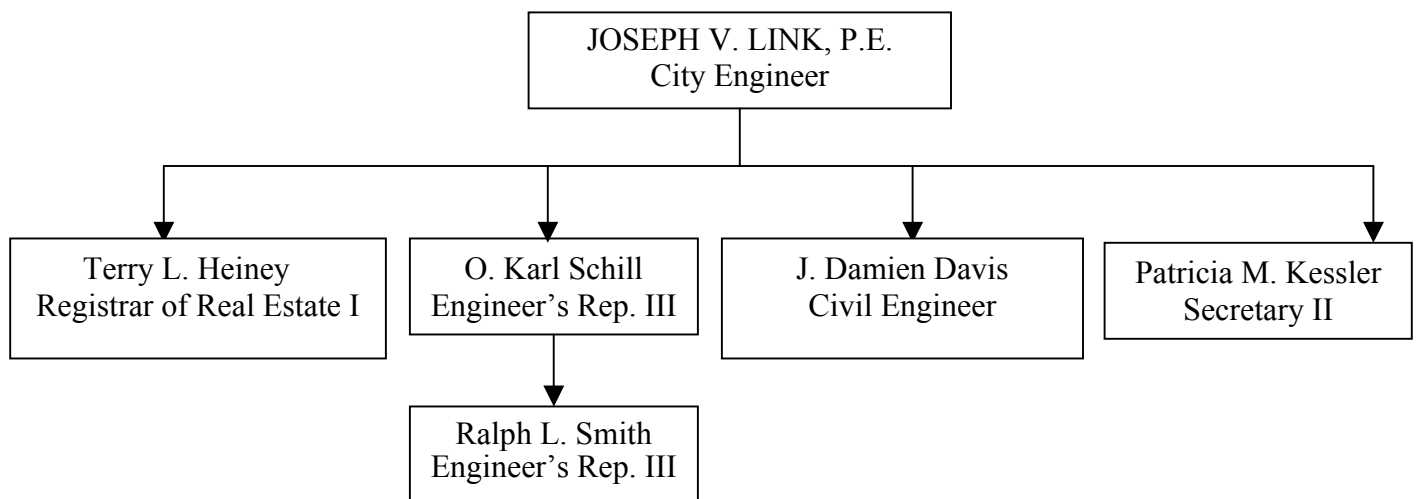 JOSEPH V. LINK, P.E.
City Engineer
Terry L. Heiney
Registrar of Real Estate I
O. Karl Schill
Engineer’s Rep. III
J. Damien Davis
Civil Engineer
Patricia M. Kessler
Secretary II
Ralph L. Smith
Engineer’s Rep. III